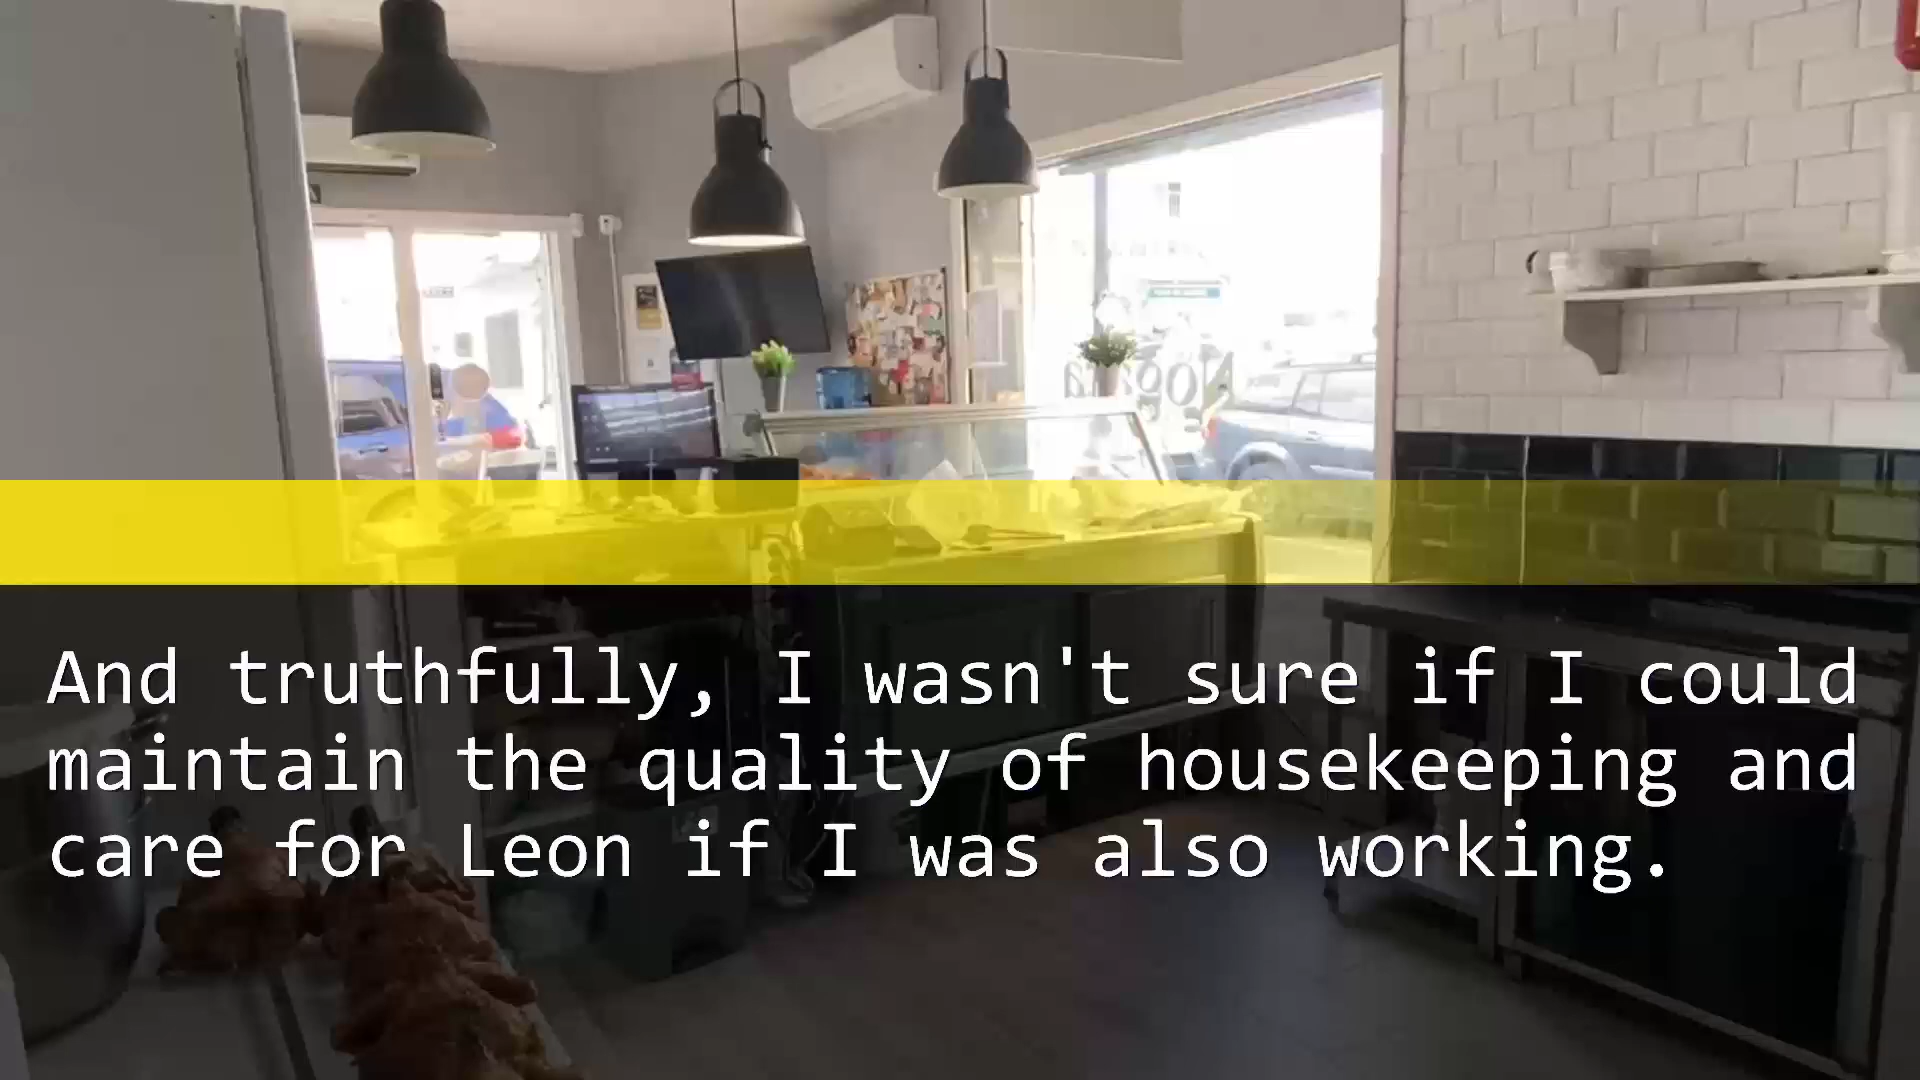 And truthfully, I wasn't sure if I could
maintain the quality of housekeeping and
care for Leon if I was also working.